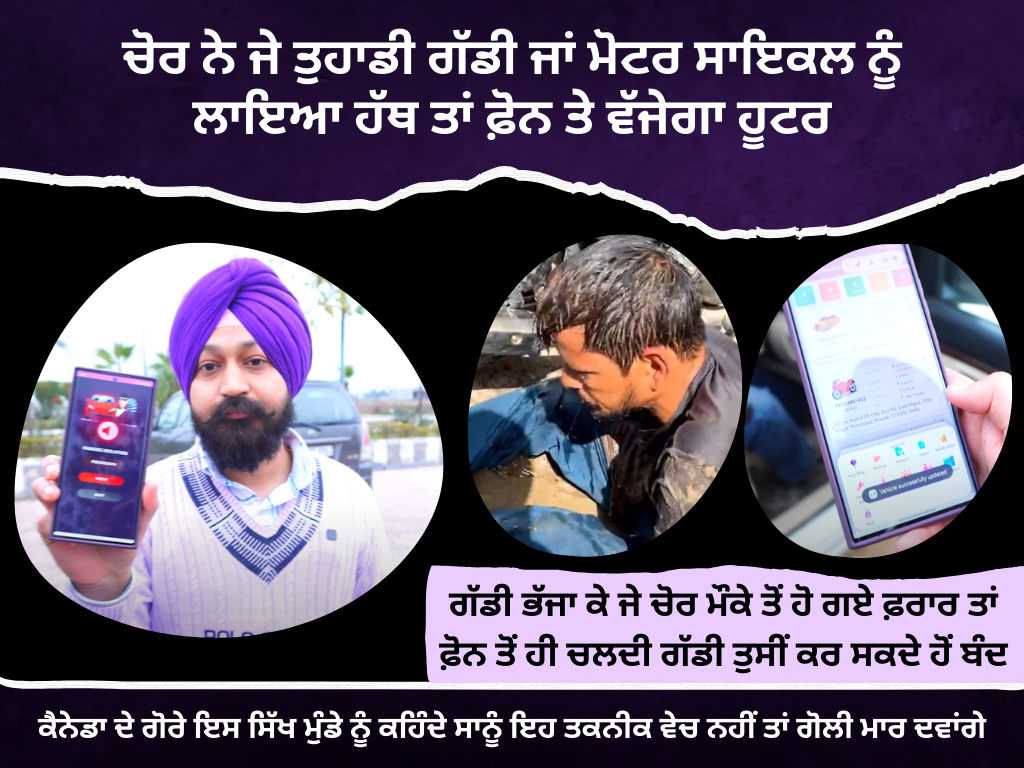 ਚੋਰ ਨੇ ਜੇ ਤੁਹਾਡੀ ਗੱਡੀ ਜਾਂ ਮੋਟਰ ਸਾਇਕਲ ਨੂੰ
ਲਾਇਆ ਹੱਥ ਤਾਂ ਫ਼ੋਨ ਤੇ ਵੱਜੇਗਾ ਹੂਟਰ
Vehicle successfully updated
POLO
ਗੱਡੀ ਭੱਜਾ ਕੇ ਜੇ ਚੋਰ ਮੌਕੇ ਤੋਂ ਹੋ ਗਏ ਫ਼ਰਾਰ ਤਾਂ
ਫ਼ੋਨ ਤੋਂ ਹੀ ਚਲਦੀ ਗੱਡੀ ਤੁਸੀਂ ਕਰ ਸਕਦੇ ਹੋਂ ਬੰਦ
ਕੈਨੇਡਾ ਦੇ ਗੋਰੇ ਇਸ ਸਿੱਖ ਮੁੰਡੇ ਨੂੰ ਕਹਿੰਦੇ ਸਾਨੂੰ ਇਹ ਤਕਨੀਕ ਵੇਚ ਨਹੀਂ ਤਾਂ ਗੋਲੀ ਮਾਰ ਦਵਾਂਗੇ